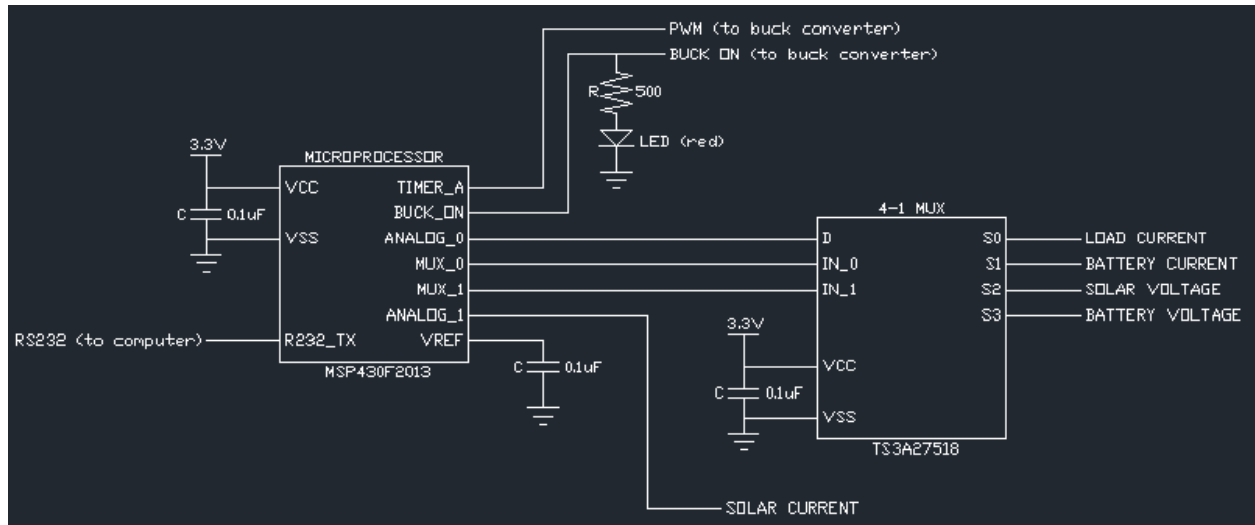 PWM (to buck converter)
BUCK ON (to buck converter)
R 500
LED (red)
3.3V
MICROPROCESSOR
VCC
TIMER_A
BUCK_ON
C 0.1uF
VSS
ANALOG_0
MUX_0
MUX_1
ANALOG_1
RS232 (to computer)
R232_TX
VREF
MSP430F2013
C 0.1uF
4-1 MUX
D
S0
LOAD CURRENT
IN_0
S1
BATTERY CURRENT
IN_1
S2
SOLAR VOLTAGE
S3
BATTERY VOLTAGE
3.3V
VCC
C 0.1uF
VSS
TS3A27518
SOLAR CURRENT